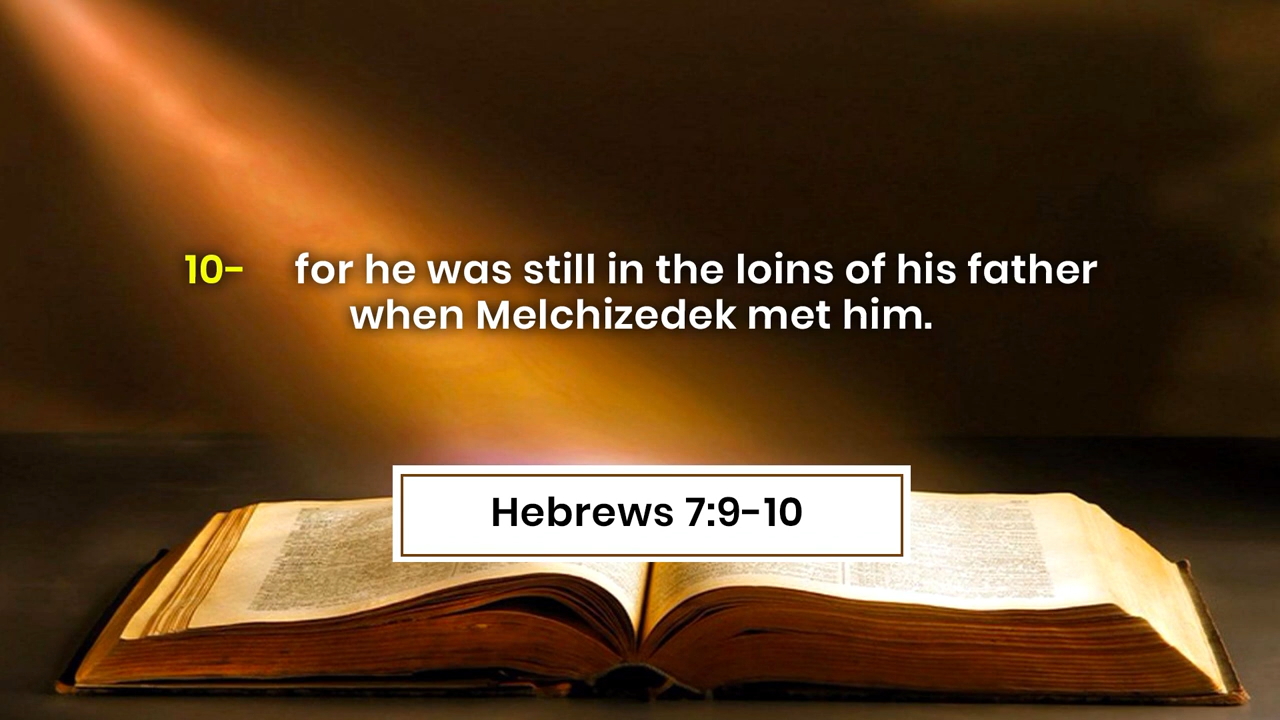 10- for he was still in the loins of his father
when Melchizedek met him.
Hebrews 7:9-10